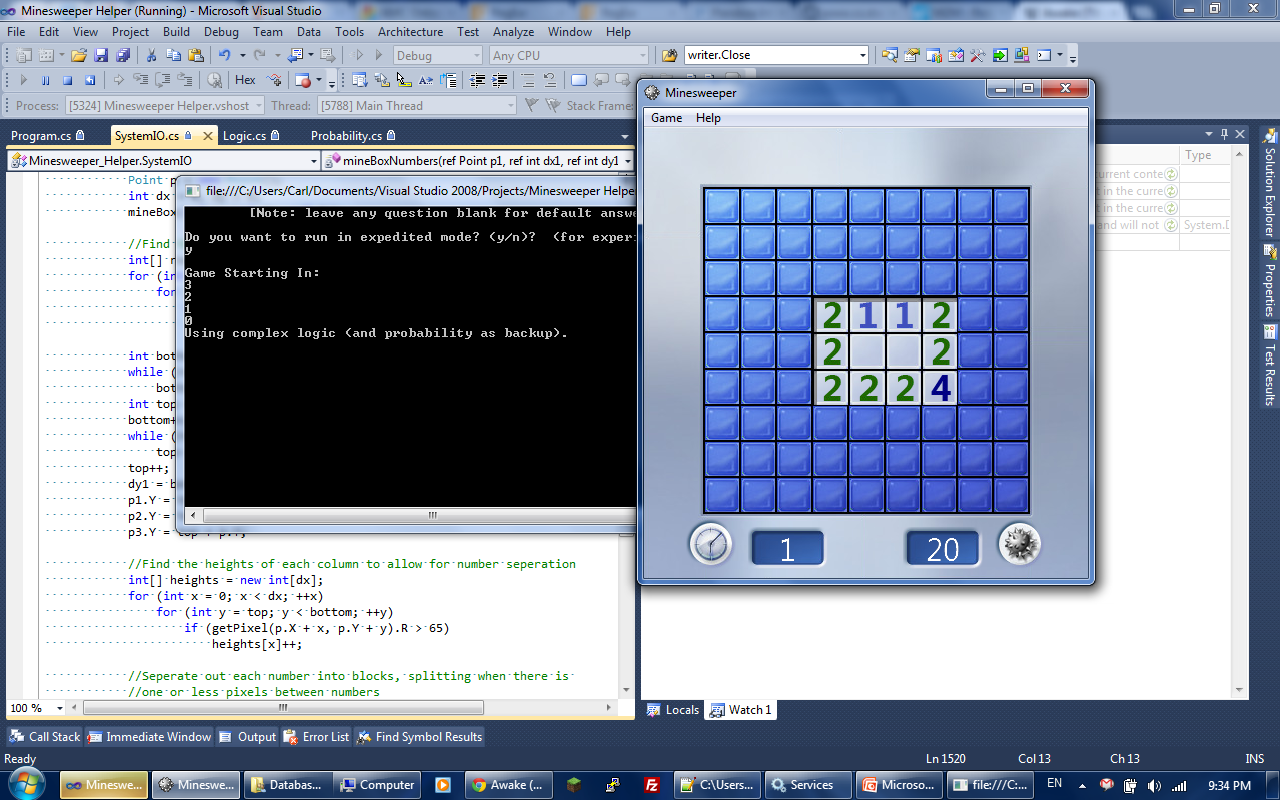 Minesweeper Helper (Running) - Microsoft Visual Studio
File Edit View Project Build Debug Team Data Tools Architecture Test Analyze Window Help
Debug Any CPU writer.Close
Hex
Process: [5324] Minesweeper Helper.vshost Thread: [5788] Main Thread Stack Frame:
Program.cs SystemIO.cs Logic.cs Probability.cs
Minesweeper_Helper.SystemIO mineBoxNumbers(ref Point p1, ref int dx1, ref int dy1
Point p
int dx
mineBox
//Find
int[]
for (in
for
int bot
while (
bot
int top
bottom+
while (
top
top++;
dy1 = b
p1.Y =
p2.Y =
p3.Y = top + p.Y;
//Find the heights of each column to allow for number seperation
int[] heights = new int[dx];
for (int x = 0; x < dx; ++x)
for (int y = top; y < bottom; ++y)
if (getPixel(p.X + x, p.Y + y).R > 65)
heights[x]++;
//Seperate out each number into blocks, splitting when there is
//one or less pixels between numbers
100 %
file:///C:/Users/Carl/Documents/Visual Studio 2008/Projects/Minesweeper Helpe
[Note: leave any question blank for default answe
Do you want to run in expedited mode? (y/n)? (for experi
y
Game Starting In:
3
2
1
0
Using complex logic (and probability as backup).
Minesweeper
Game Help
2 1 1 2
2 2
2 2 2 4
1 20
Type
urrent conte
t in the curre
t in the curre
and will not System.D
Solution Explorer
Properties
Test Results
Locals Watch 1
Call Stack Immediate Window Output Error List Find Symbol Results
Ready Ln 1520 Col 13 Ch 13 INS
Mineswe... Mineswe... Databas... Computer Awake (... C:\Users... Services Microso... file:///C:... EN 9:34 PM